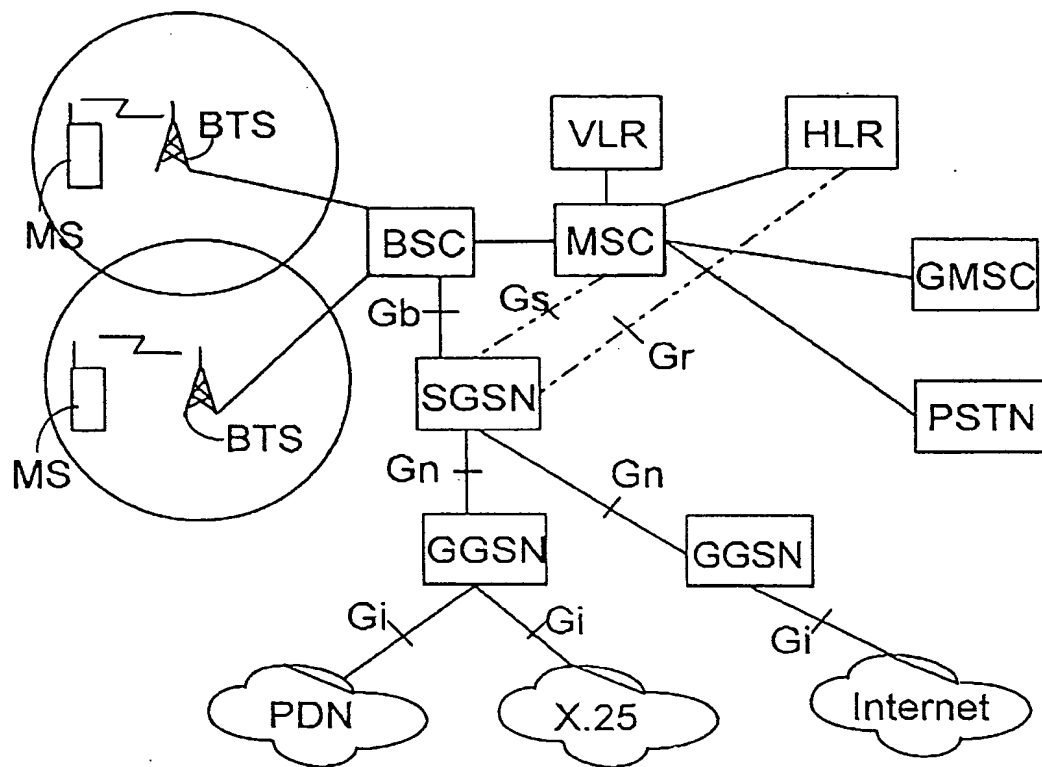 BTS
VLR
HLR
MS
BSC
MSC
GMSC
Gb
Gs
Gr
SGSN
PSTN
BTS
MS
Gn
Gn
GGSN
GGSN
Gi
Gi
Gi
PDN
X.25
Internet